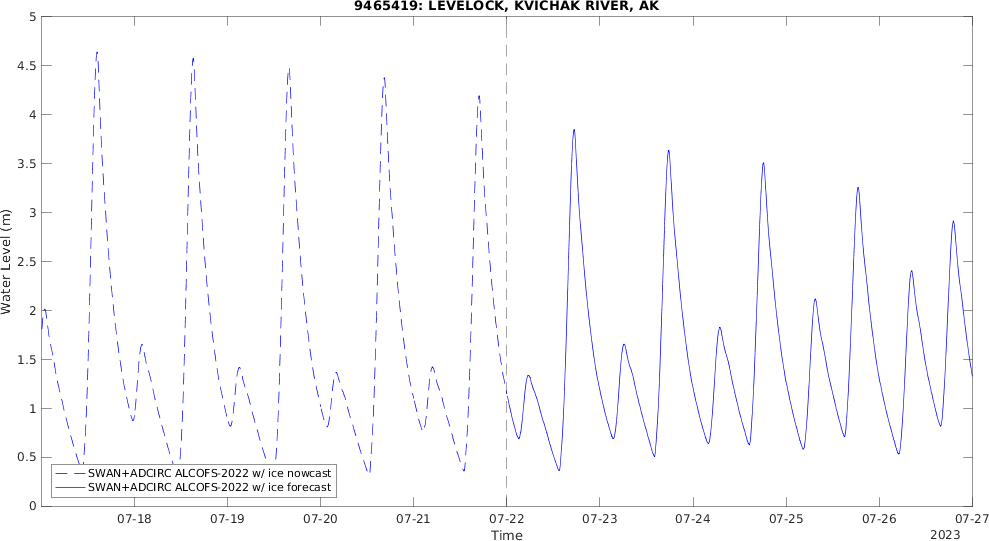 9465419: LEVELOCK, KVICHAK RIVER, AK
5
4.5
4
3.5
3
2.5
2
1.5
1
0.5
0
Water Level (m)
SWAN+ADCIRC ALCOFS-2022 w/ ice nowcast
SWAN+ADCIRC ALCOFS-2022 w/ ice forecast
07-18 07-19 07-20 07-21 07-22 07-23 07-24 07-25 07-26 07-27
Time
2023